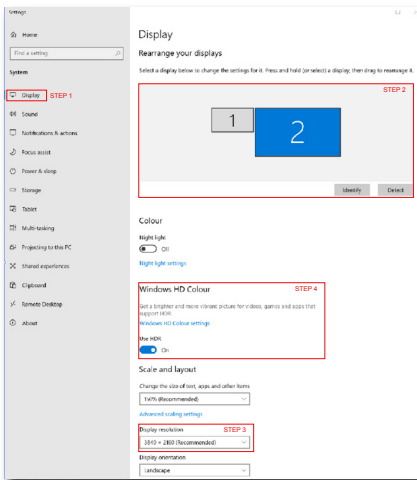 Settings
Home
Find a setting
System
Display
STEP 1
Sound
Notifications & actions
Focus assist
Power & sleep
Storage
Tablet
Multi-tasking
Projecting to this PC
Shared experiences
Clipboard
Remote Desktop
About
Display
Rearrange your displays
Select a display below to change the settings for it. Press and hold (or select) a display, then drag to rearrange it.
STEP 2
1
2
Identify
Detect
Colour
Night light
Off
Night light settings
Windows HD Colour
STEP 4
Get a brighter and more vibrant picture for videos, games and apps that
support HDR.
Windows HD Colour settings
Use HDR
On
Scale and layout
Change the size of text, apps and other items
150% (Recommended)
Advanced scaling settings
Display resolution
STEP 3
3840 × 2160 (Recommended)
Display orientation
Landscape